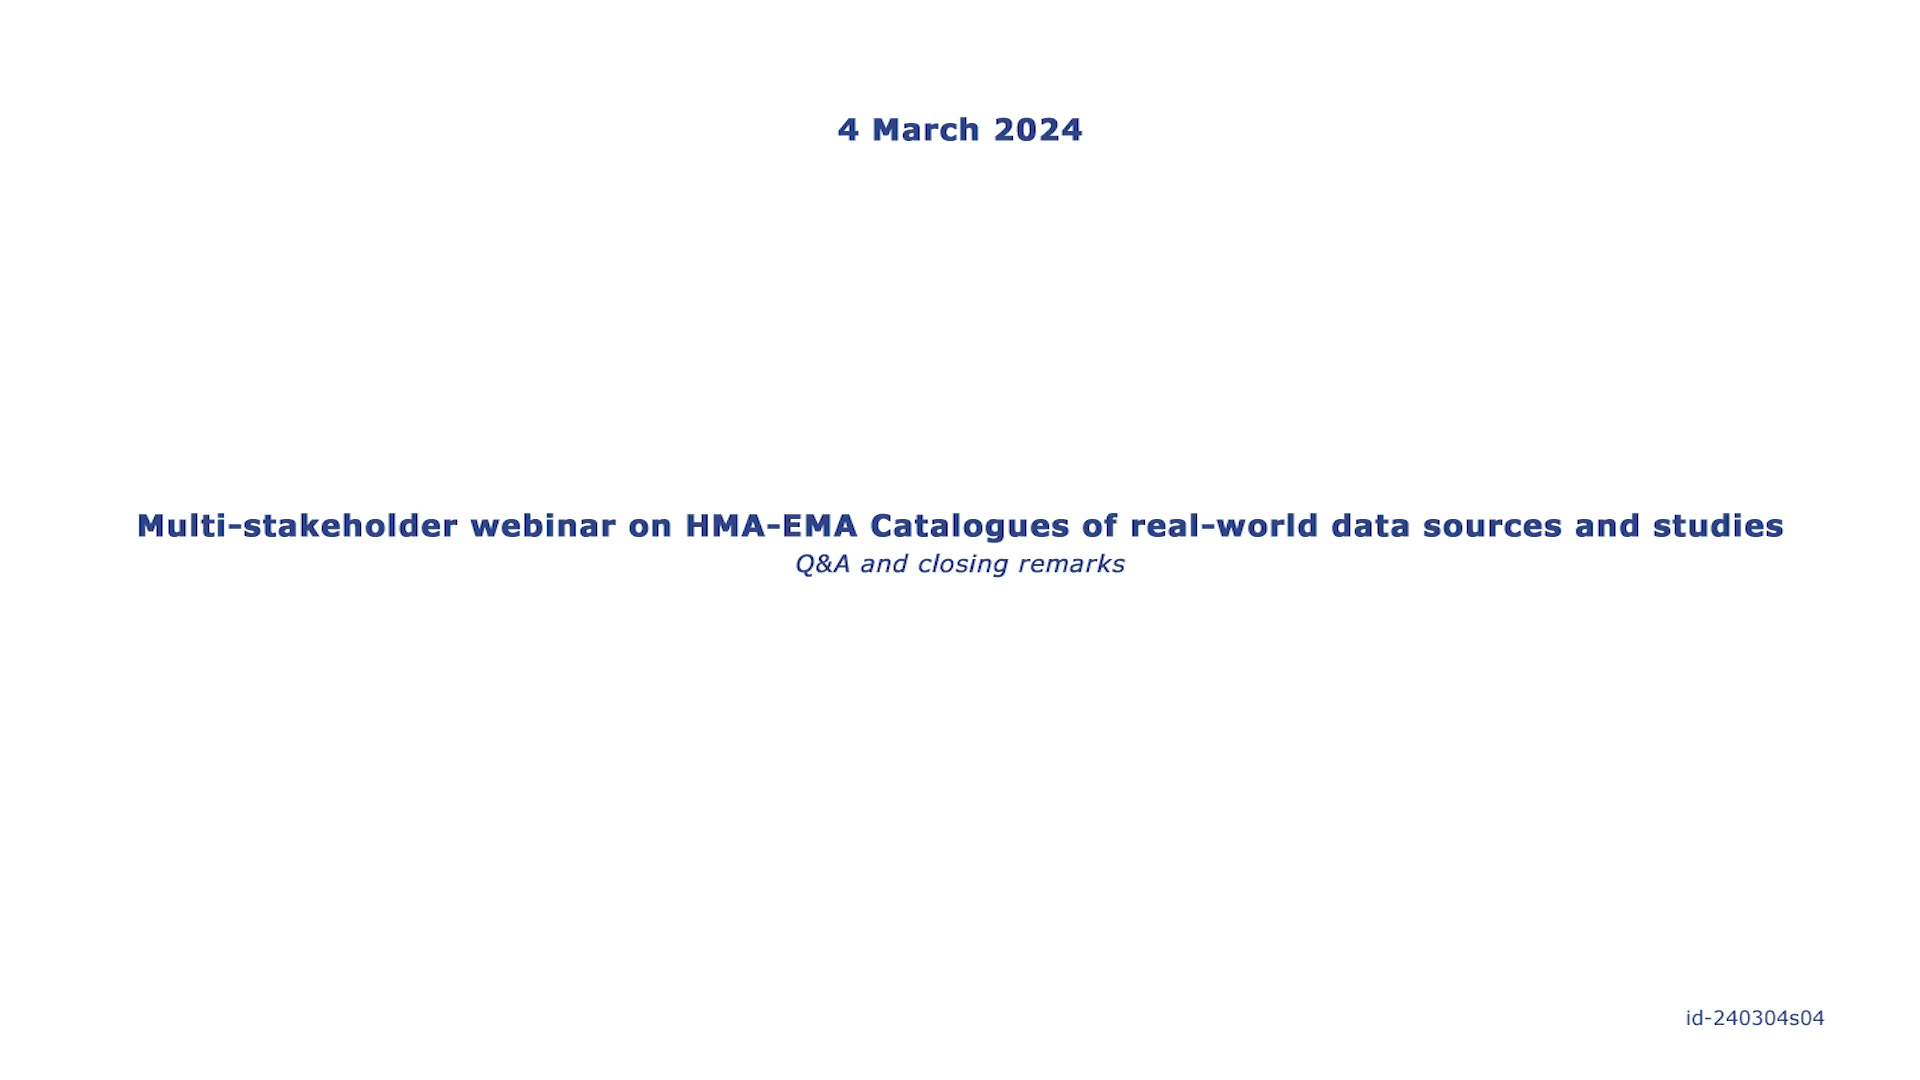 4 March 2024
Multi-stakeholder webinar on HMA-EMA Catalogues of real-world data sources and studies
Q&A and closing remarks
id-240304s04